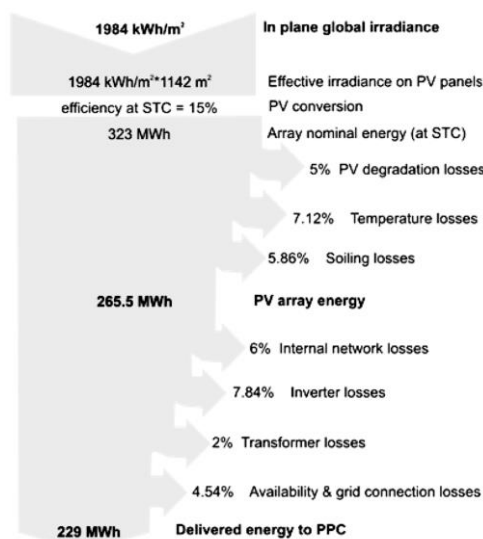 1984 kWh/m² In plane global irradiance
1984 kWh/m²*1142 m² Effective irradiance on PV panels
efficiency at STC = 15% PV conversion
323 MWh Array nominal energy (at STC)
5% PV degradation losses
7.12% Temperature losses
5.86% Soiling losses
265.5 MWh PV array energy
6% Internal network losses
7.84% Inverter losses
2% Transformer losses
4.54% Availability & grid connection losses
229 MWh Delivered energy to PPC